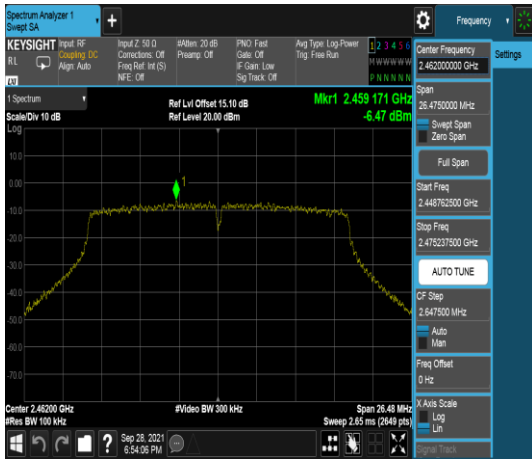 Spectrum Analyzer 1
Swept SA
+
Frequency
KEYSIGHT
RL
LXI
Input: RF
Coupling: DC
Align: Auto
Input Z: 50 Ω
Corrections: Off
Freq Ref: Int (S)
NFE: Off
#Atten: 20 dB
Preamp: Off
PNO: Fast
Gate: Off
IF Gain: Low
Sig Track: Off
Avg Type: Log-Power
Trig: Free Run
1 2 3 4 5 6
M W W W W W
P N N N N N
Center Frequency
2.462000000 GHz
Settings
Span
26.4750000 MHz
Swept Span
Zero Span
Full Span
Start Freq
2.448762500 GHz
Stop Freq
2.475237500 GHz
AUTO TUNE
CF Step
2.647500 MHz
Auto
Man
Freq Offset
0 Hz
X Axis Scale
Log
Lin
Signal Track
1 Spectrum
Scale/Div 10 dB
Log
Ref Lvl Offset 15.10 dB
Ref Level 20.00 dBm
Mkr1 2.459 171 GHz
-6.47 dBm
10.0
0.00
1
-10.0
-20.0
-30.0
-40.0
-50.0
-60.0
-70.0
Center 2.46200 GHz
#Res BW 100 kHz
#Video BW 300 kHz
Span 26.48 MHz
Sweep 2.65 ms (2649 pts)
?
Sep 28, 2021
6:54:06 PM